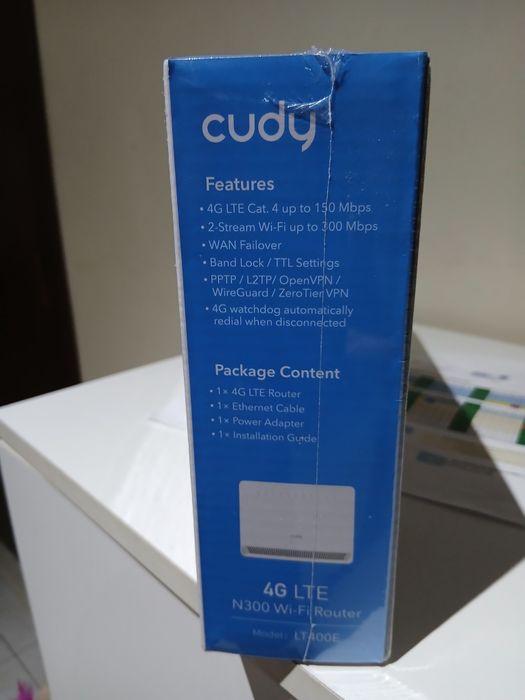 cudy
Features
• 4G LTE Cat. 4 up to 150 Mbps
• 2-Stream Wi-Fi up to 300 Mbps
• WAN Failover
• Band Lock / TTL Settings
• PPTP / L2TP/ OpenVPN /
WireGuard / ZeroTier VPN
• 4G watchdog automatically
redial when disconnected
Package Content
• 1× 4G LTE Router
• 1× Ethernet Cable
• 1× Power Adapter
• 1× Installation Guide
4G LTE
N300 Wi-Fi Router
Model: LT400E